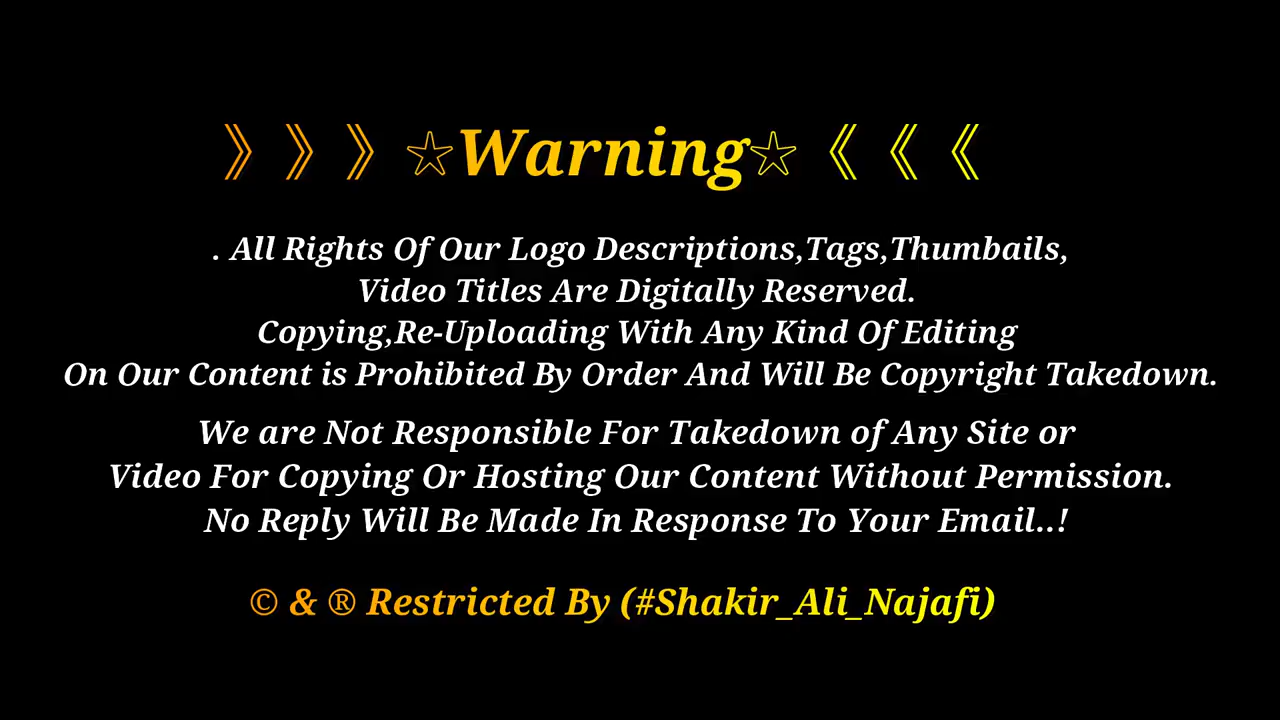 》》》☆Warning☆《《《
. All Rights Of Our Logo Descriptions,Tags,Thumbails,
Video Titles Are Digitally Reserved.
Copying,Re-Uploading With Any Kind Of Editing
On Our Content is Prohibited By Order And Will Be Copyright Takedown.
We are Not Responsible For Takedown of Any Site or
Video For Copying Or Hosting Our Content Without Permission.
No Reply Will Be Made In Response To Your Email..!
© & ® Restricted By (#Shakir_Ali_Najafi)